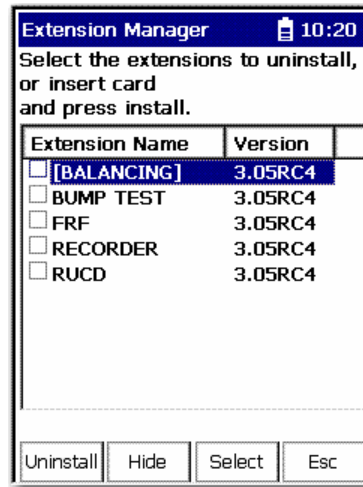 Extension Manager 10:20
Select the extensions to uninstall,
or insert card
and press install.
Extension Name Version
[BALANCING] 3.05RC4
BUMP TEST 3.05RC4
FRF 3.05RC4
RECORDER 3.05RC4
RUCD 3.05RC4
Uninstall Hide Select Esc